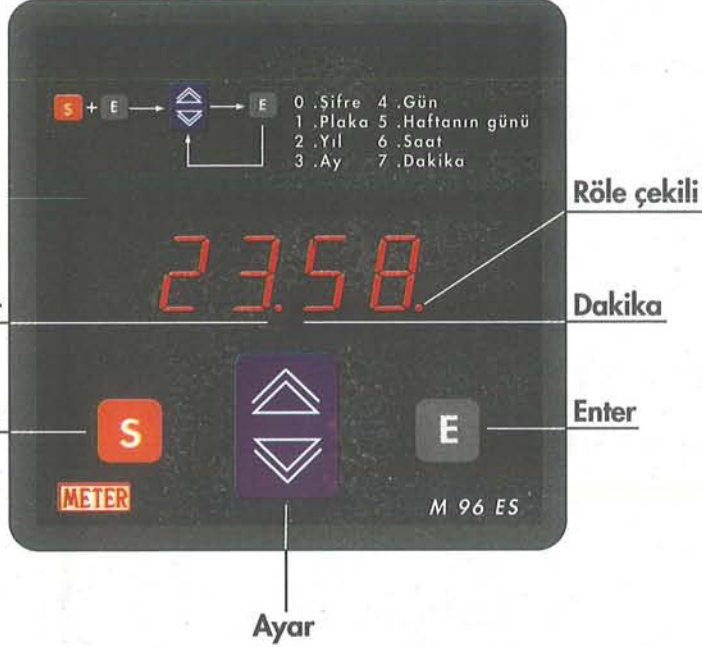 S + E E
0 .Şifre 4 .Gün
1 .Plaka 5 .Haftanın günü
2 .Yıl 6 .Saat
3 .Ay 7 .Dakika
Röle çekili
23.58.
Dakika
Enter
S E
METER
M 96 ES
Ayar